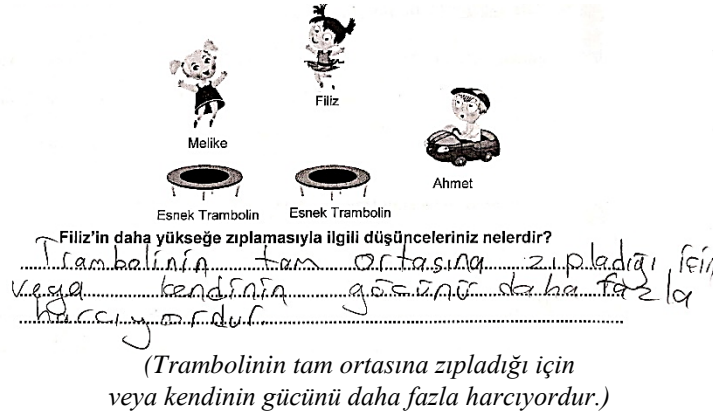 Filiz
Melike
Ahmet
Esnek Trambolin Esnek Trambolin
Filiz'in daha yükseğe zıplamasıyla ilgili düşünceleriniz nelerdir?
Trambolinin tam ortasına zıpladığı için
veya kendinin gücünü daha fazla
harcıyordur.
(Trambolinin tam ortasına zıpladığı için
veya kendinin gücünü daha fazla harcıyordur.)